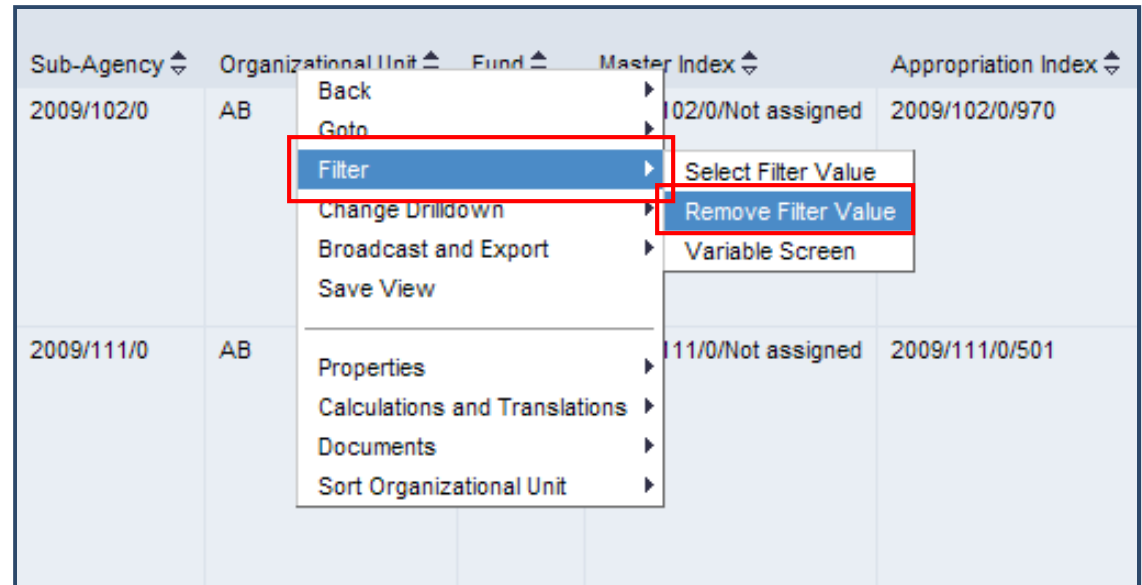 Sub-Agency Organizational Unit Fund Master Index Appropriation Index
2009/102/0 AB 102/0/Not assigned 2009/102/0/970
Back
Goto
Filter
Select Filter Value
Remove Filter Value
Variable Screen
Change Drilldown
Broadcast and Export
Save View
2009/111/0 AB 111/0/Not assigned 2009/111/0/501
Properties
Calculations and Translations
Documents
Sort Organizational Unit